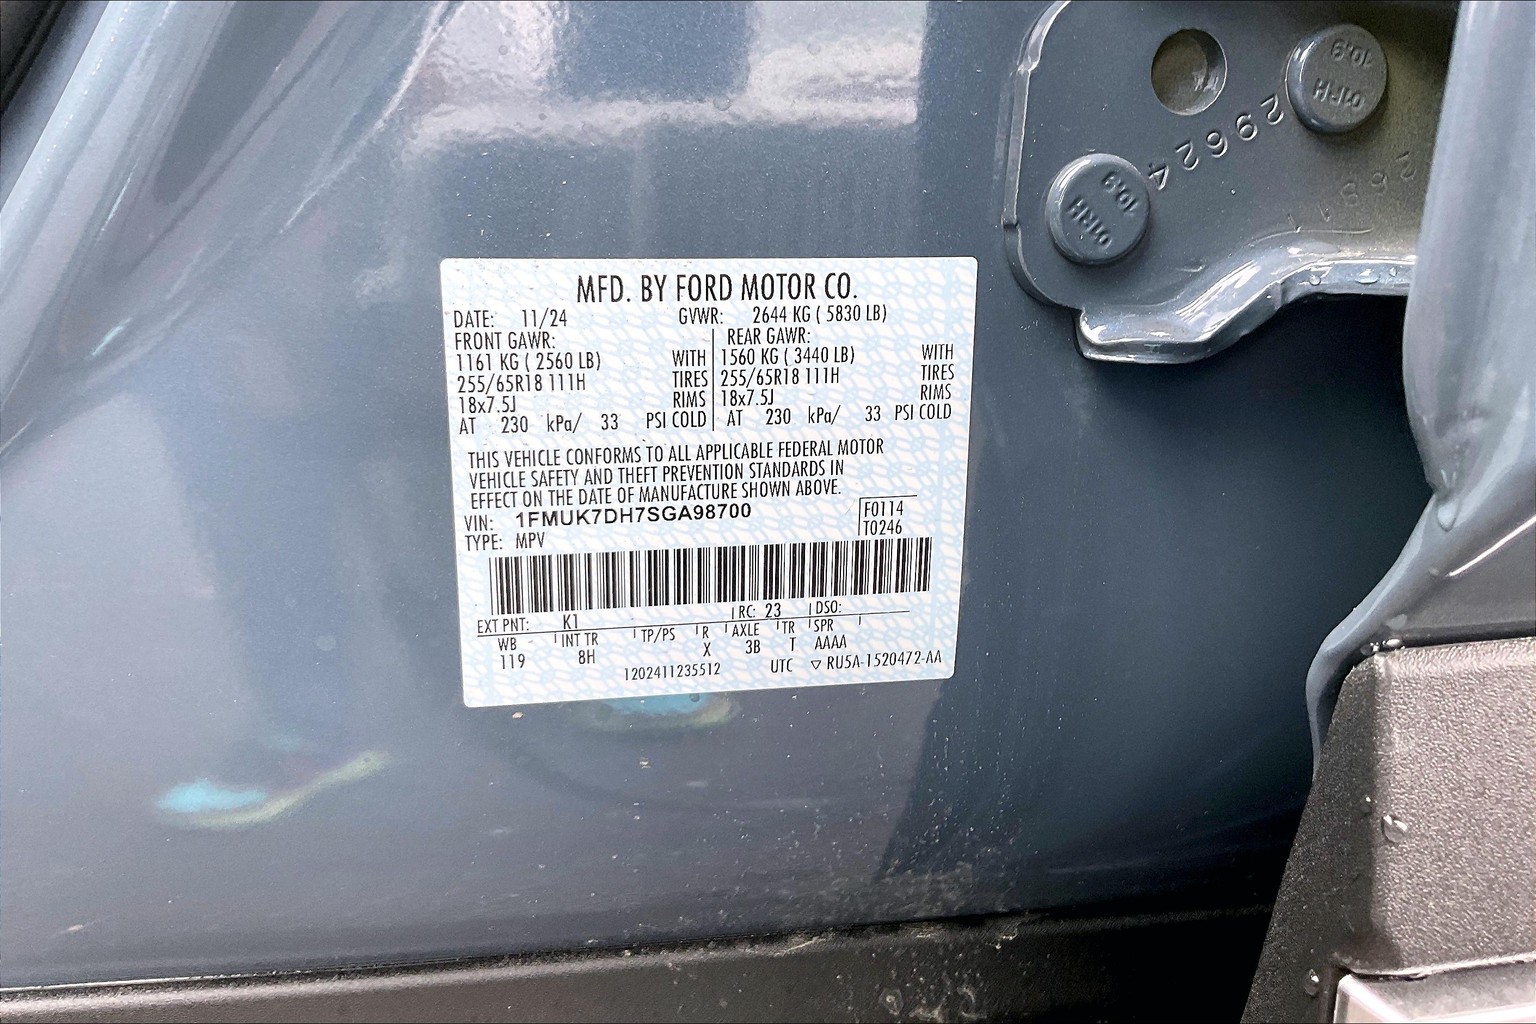 MFD. BY FORD MOTOR CO.
DATE: 11/24 GVWR: 2644 KG ( 5830 LB)
FRONT GAWR: REAR GAWR:
1161 KG ( 2560 LB) WITH 1560 KG ( 3440 LB) WITH
255/65R18 111H TIRES 255/65R18 111H TIRES
18x7.5J RIMS 18x7.5J RIMS
AT 230 kPa/ 33 PSI COLD AT 230 kPa/ 33 PSI COLD
THIS VEHICLE CONFORMS TO ALL APPLICABLE FEDERAL MOTOR
VEHICLE SAFETY AND THEFT PREVENTION STANDARDS IN
EFFECT ON THE DATE OF MANUFACTURE SHOWN ABOVE.
VIN: 1FMUK7DH7SGA98700 F0114
TYPE: MPV T0246
RC: 23 DSO:
EXT PNT: K1
WB INT TR TP/PS R AXLE TR SPR
119 8H X 3B T AAAA
1202411235512 UTC ▽ RU5A-1520472-AA
10.9
01RH
29624
10.9
01RH